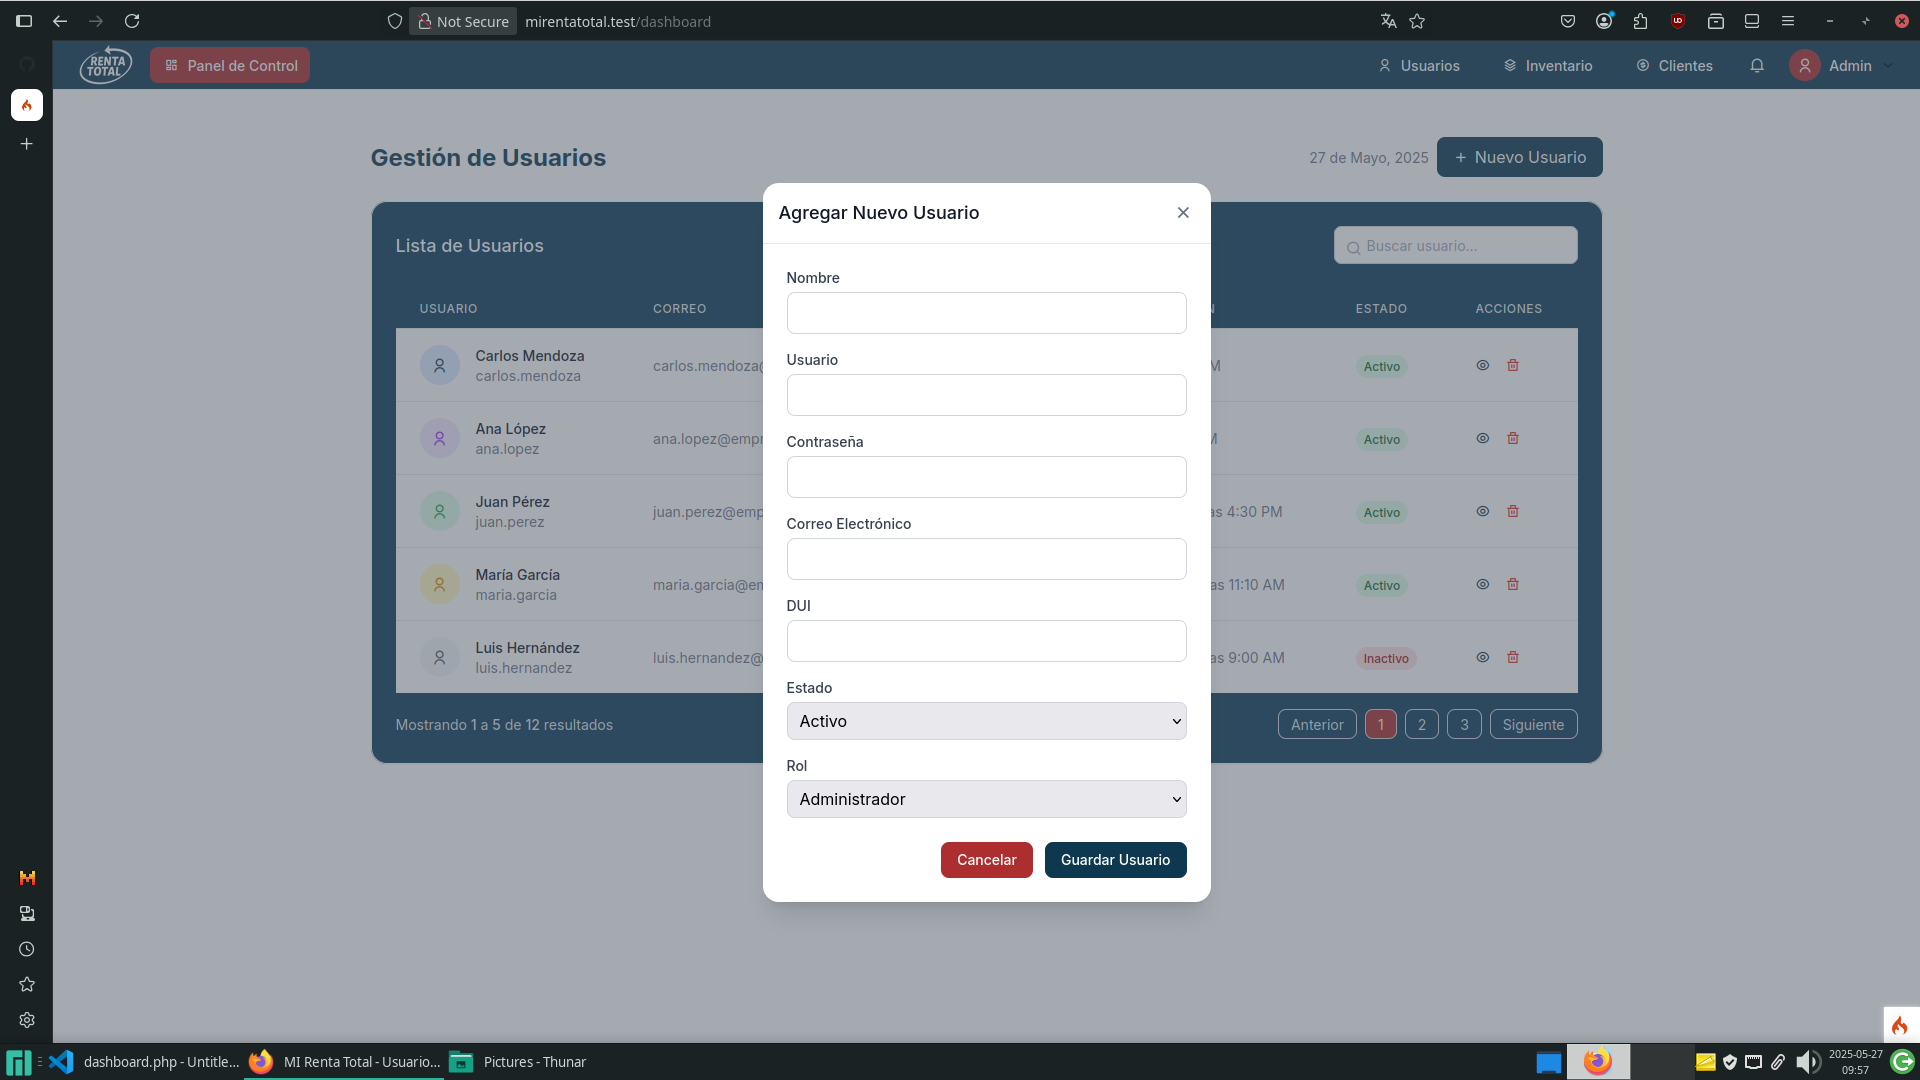 Not Secure mirentatotal.test/dashboard
RENTA TOTAL
Panel de Control
Usuarios
Inventario
Clientes
Admin
Gestión de Usuarios
27 de Mayo, 2025
+ Nuevo Usuario
Lista de Usuarios
Buscar usuario...
USUARIO CORREO N ESTADO ACCIONES
Carlos Mendoza
carlos.mendoza
carlos.mendoza@
M
Activo
Ana López
ana.lopez
ana.lopez@empr
M
Activo
Juan Pérez
juan.perez
juan.perez@emp
as 4:30 PM
Activo
María García
maria.garcia
maria.garcia@em
as 11:10 AM
Activo
Luis Hernández
luis.hernandez
luis.hernandez@
as 9:00 AM
Inactivo
Mostrando 1 a 5 de 12 resultados
Anterior 1 2 3 Siguiente
Agregar Nuevo Usuario
Nombre
Usuario
Contraseña
Correo Electrónico
DUI
Estado
Activo
Rol
Administrador
Cancelar
Guardar Usuario
dashboard.php - Untitle...
MI Renta Total - Usuario...
Pictures - Thunar
2025-05-27
09:57